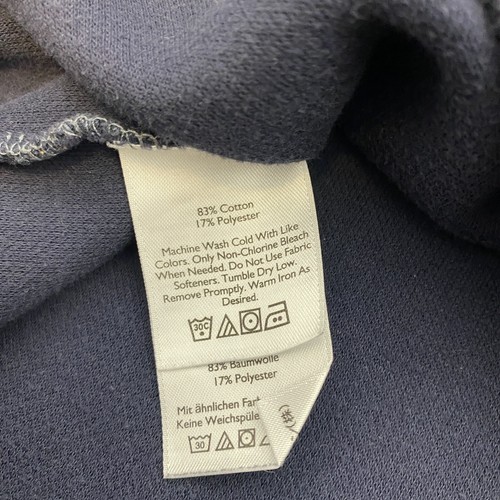 83% Cotton
17% Polyester
Machine Wash Cold With Like
Colors. Only Non-Chlorine Bleach
When Needed. Do Not Use Fabric
Softeners. Tumble Dry Low.
Remove Promptly. Warm Iron As
Desired.
30C
83% Baumwolle
17% Polyester
Mit ähnlichen
Keine
30